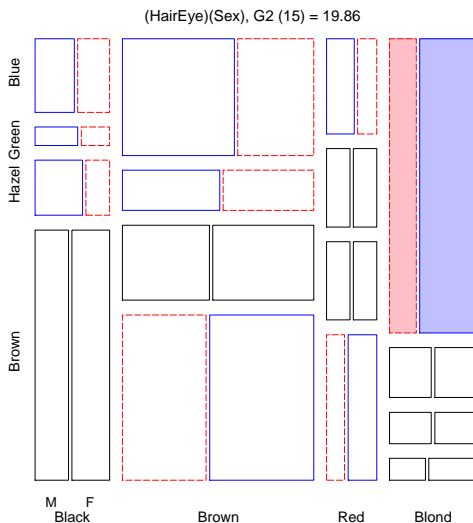 (HairEye)(Sex), G2 (15) = 19.86
Blue
Green
Hazel
Brown
M F
Black Brown Red Blond